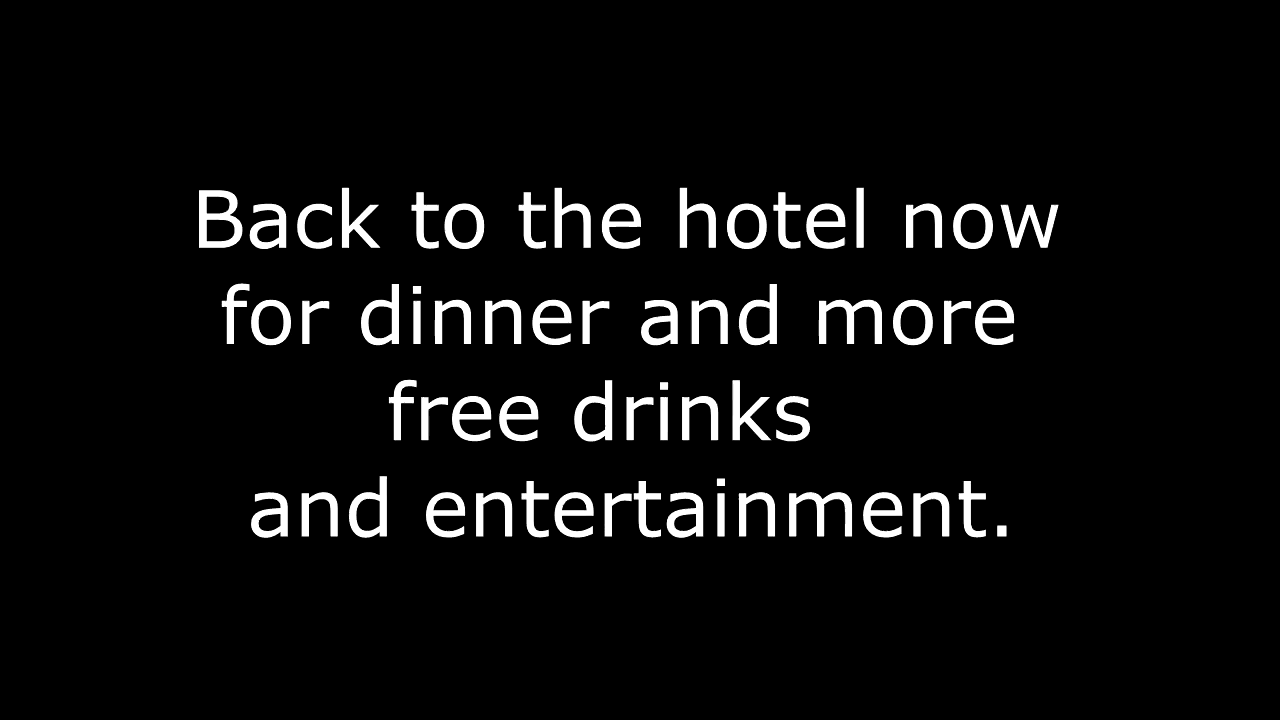 Back to the hotel now
for dinner and more
free drinks
and entertainment.